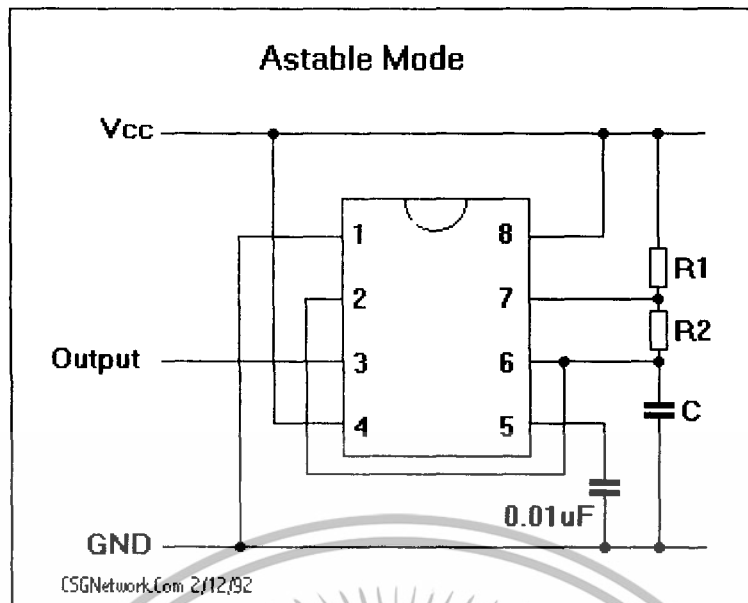 Astable Mode
Vcc
1 8
R1
2 7
R2
Output 3 6
C
4 5
0.01uF
GND
CSGNetwork.Com 2/12/92